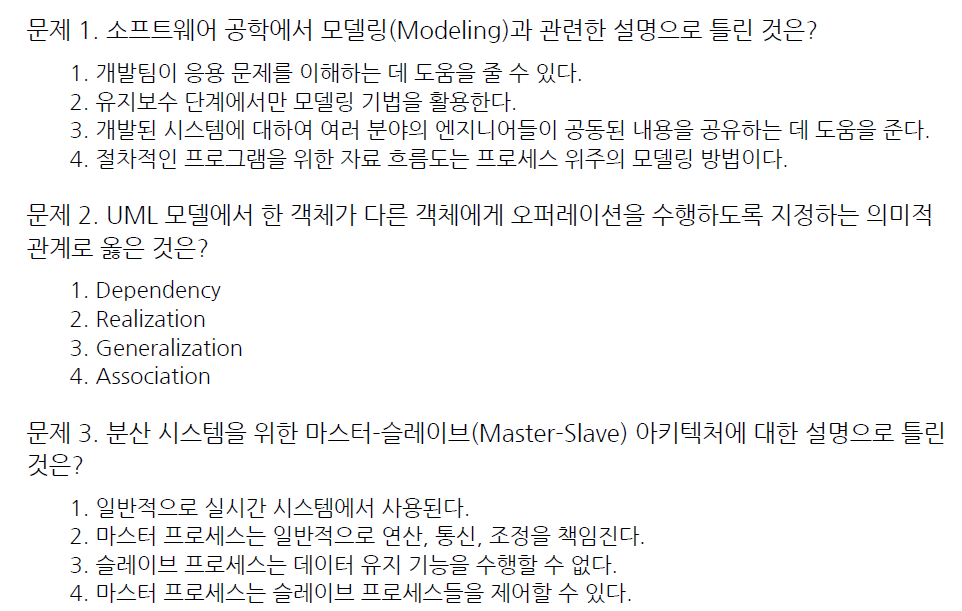 문제 1. 소프트웨어 공학에서 모델링(Modeling)과 관련한 설명으로 틀린 것은?
1. 개발팀이 응용 문제를 이해하는 데 도움을 줄 수 있다.
2. 유지보수 단계에서만 모델링 기법을 활용한다.
3. 개발된 시스템에 대하여 여러 분야의 엔지니어들이 공동된 내용을 공유하는 데 도움을 준다.
4. 절차적인 프로그램을 위한 자료 흐름도는 프로세스 위주의 모델링 방법이다.
문제 2. UML 모델에서 한 객체가 다른 객체에게 오퍼레이션을 수행하도록 지정하는 의미적
관계로 옳은 것은?
1. Dependency
2. Realization
3. Generalization
4. Association
문제 3. 분산 시스템을 위한 마스터-슬레이브(Master-Slave) 아키텍처에 대한 설명으로 틀린
것은?
1. 일반적으로 실시간 시스템에서 사용된다.
2. 마스터 프로세스는 일반적으로 연산, 통신, 조정을 책임진다.
3. 슬레이브 프로세스는 데이터 유지 기능을 수행할 수 없다.
4. 마스터 프로세스는 슬레이브 프로세스들을 제어할 수 있다.